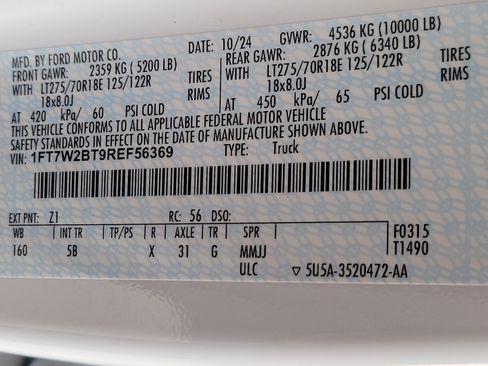 MFD. BY FORD MOTOR CO.
DATE: 10/24 GVWR: 4536 KG (10000 LB)
FRONT GAWR: 2359 KG (5200 LB) REAR GAWR: 2876 KG (6340 LB)
WITH LT275/70R18E 125/122R TIRES WITH LT275/70R18E 125/122R TIRES
18x8.0J RIMS 18x8.0J RIMS
AT 420 kPa/ 60 PSI COLD AT 450 kPa/ 65 PSI COLD
THIS VEHICLE CONFORMS TO ALL APPLICABLE FEDERAL MOTOR VEHICLE
SAFETY STANDARDS IN EFFECT ON THE DATE OF MANUFACTURE SHOWN ABOVE.
VIN: 1FT7W2BT9REF56369 TYPE: Truck
EXT PNT: Z1 RC: 56 DSO:
WB INT TR TP/PS R AXLE TR SPR F0315
160 5B X 31 G MMJJ T1490
ULC ▽ 5U5A-3520472-AA